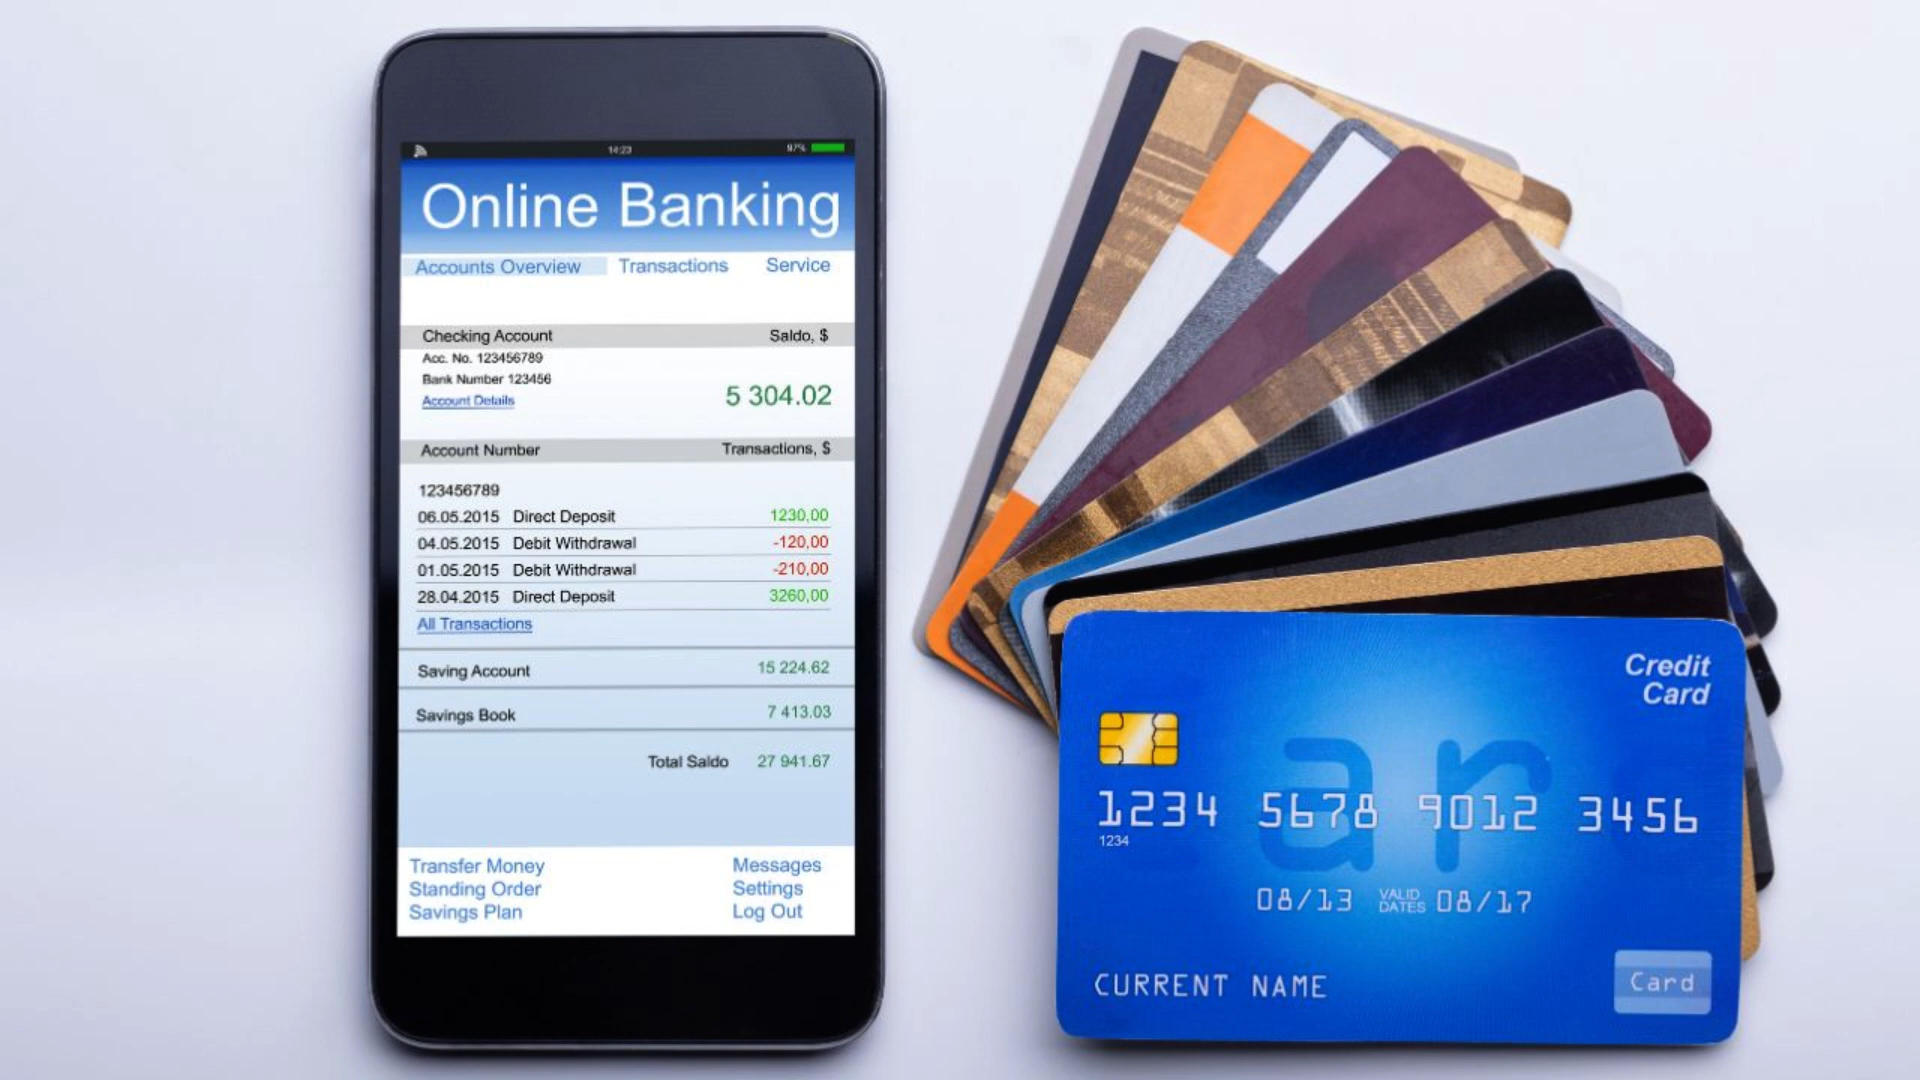 14:23 97%
Online Banking
Accounts Overview Transactions Service
Checking Account Saldo, $
Acc. No. 123456789
Bank Number 123456
5 304.02
Account Details
Account Number Transactions, $
123456789
06.05.2015 Direct Deposit 1230,00
04.05.2015 Debit Withdrawal -120,00
01.05.2015 Debit Withdrawal -210,00
28.04.2015 Direct Deposit 3260,00
All Transactions
Saving Account 15 224.62
Savings Book 7 413.03
Total Saldo 27 941.67
Transfer Money Messages
Standing Order Settings
Savings Plan Log Out
Credit
Card
ar
1234 5678 9012 3456
1234
08/13 VALID DATES 08/17
CURRENT NAME
Card